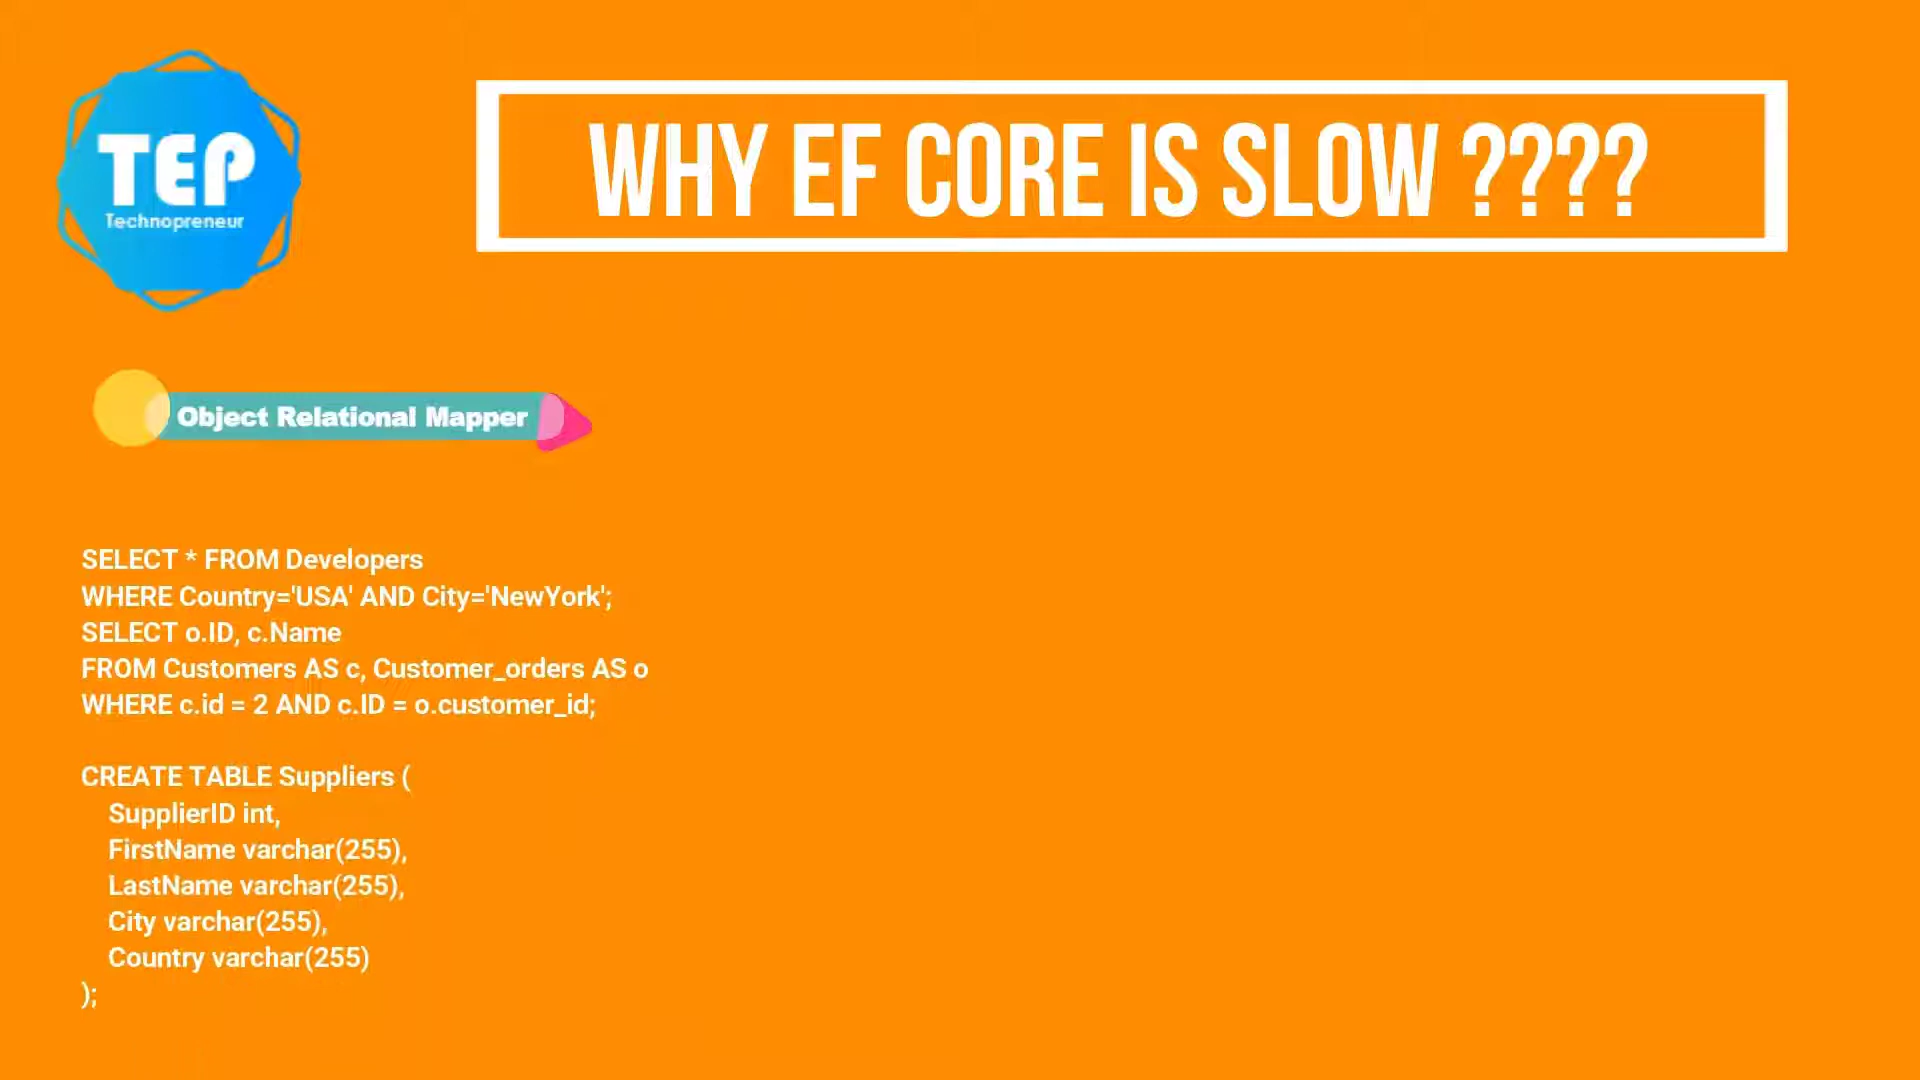 TEP
Technopreneur
WHY EF CORE IS SLOW ????
Object Relational Mapper
SELECT * FROM Developers
WHERE Country='USA' AND City='NewYork';
SELECT o.ID, c.Name
FROM Customers AS c, Customer_orders AS o
WHERE c.id = 2 AND c.ID = o.customer_id;
CREATE TABLE Suppliers (
SupplierID int,
FirstName varchar(255),
LastName varchar(255),
City varchar(255),
Country varchar(255)
);